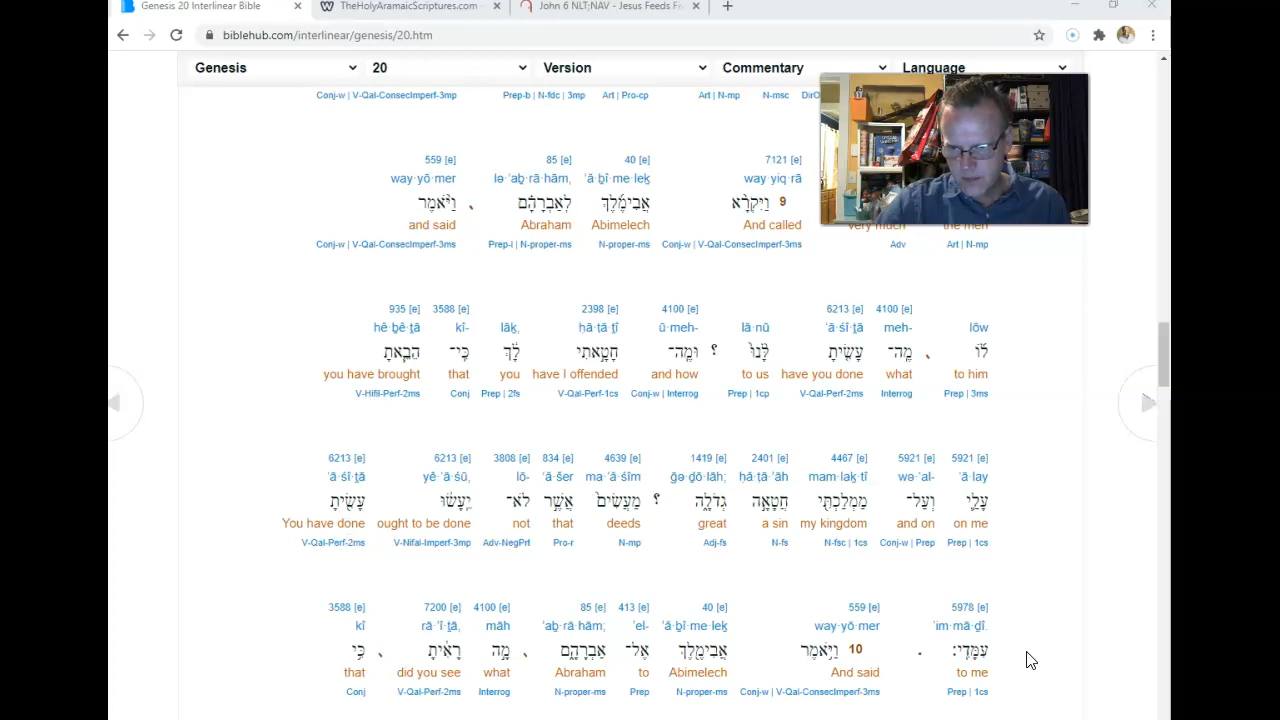 Genesis 20 Interlinear Bible
TheHolyAramaicScriptures.com -
John 6 NLT;NAV - Jesus Feeds F
biblehub.com/interlinear/genesis/20.htm
Genesis 20 Version Commentary Language
Conj-w | V-Qal-ConsecImperf-3mp Prep-b | N-fdc | 3mp Art | Pro-cp Art | N-mp N-msc DirO
559 [e] 85 [e] 40 [e] 7121 [e]
way·yō·mer lə·’aḇ·rā·hām, ’ă·ḇî·me·leḵ way·yiq·rā
9 וַיִּקְרָ֨א אֲבִימֶ֜לֶךְ לְאַבְרָהָ֗ם 、 וַיֹּ֨אמֶר
and said Abraham Abimelech And called very much the men
Conj-w | V-Qal-ConsecImperf-3ms Prep-l | N-proper-ms N-proper-ms Conj-w | V-Qal-ConsecImperf-3ms Adv Art | N-mp
935 [e] 3588 [e] 2398 [e] 4100 [e] 6213 [e] 4100 [e]
hê·ḇê·ṯā kî- lāḵ, ḥā·ṭā·ṯî ū·meh- lā·nū ‘ā·śî·ṯā meh- lōw
ל֜וֹ 、 מֶֽה־ עָשִׂ֤יתָ לָּ֙נוּ֙ ؟ וּמֶֽה־ חָטָ֣אתִי לָ֔ךְ כִּֽי־ הֵבֵ֧אתָ
you have brought that you have I offended and how to us have you done what to him
V-Hifil-Perf-2ms Conj Prep | 2fs V-Qal-Perf-1cs Conj-w | Interrog Prep | 1cp V-Qal-Perf-2ms Interrog Prep | 3ms
6213 [e] 6213 [e] 3808 [e] 834 [e] 4639 [e] 1419 [e] 2401 [e] 4467 [e] 5921 [e] 5921 [e]
‘ā·śî·ṯā yê·‘ā·śū, lō- ’ă·šer ma·‘ă·śîm ḡə·ḏō·lāh; ḥă·ṭā·’āh mam·laḵ·tî wə·‘al- ‘ā·lay
עָלַ֛י וְעַל־ מַמְלַכְתִּ֖י חֲטָאָ֣ה גְדֹלָ֑ה ؟ מַעֲשִׂים֙ אֲשֶׁ֣ר לֹא־ יֵֽעָשׂ֔וּ עָשִׂ֖יתָ
You have done ought to be done not that deeds great a sin my kingdom and on on me
V-Qal-Perf-2ms V-Nifal-Imperf-3mp Adv-NegPrt Pro-r N-mp Adj-fs N-fs N-fsc | 1cs Conj-w | Prep Prep | 1cs
3588 [e] 7200 [e] 4100 [e] 85 [e] 413 [e] 40 [e] 559 [e] 5978 [e]
kî rā·’î·ṯā, māh ’aḇ·rā·hām; ’el- ’ă·ḇî·me·leḵ way·yō·mer ‘im·mā·ḏî.
עִמָּדִֽי׃ . 10 וַיֹּ֥אמֶר אֲבִימֶ֖לֶךְ אֶל־ אַבְרָהָ֑ם 、 מָ֣ה רָאִ֔יתָ 、 כִּ֥י
that did you see what Abraham to Abimelech And said to me
Conj V-Qal-Perf-2ms Interrog N-proper-ms Prep N-proper-ms Conj-w | V-Qal-ConsecImperf-3ms Prep | 1cs